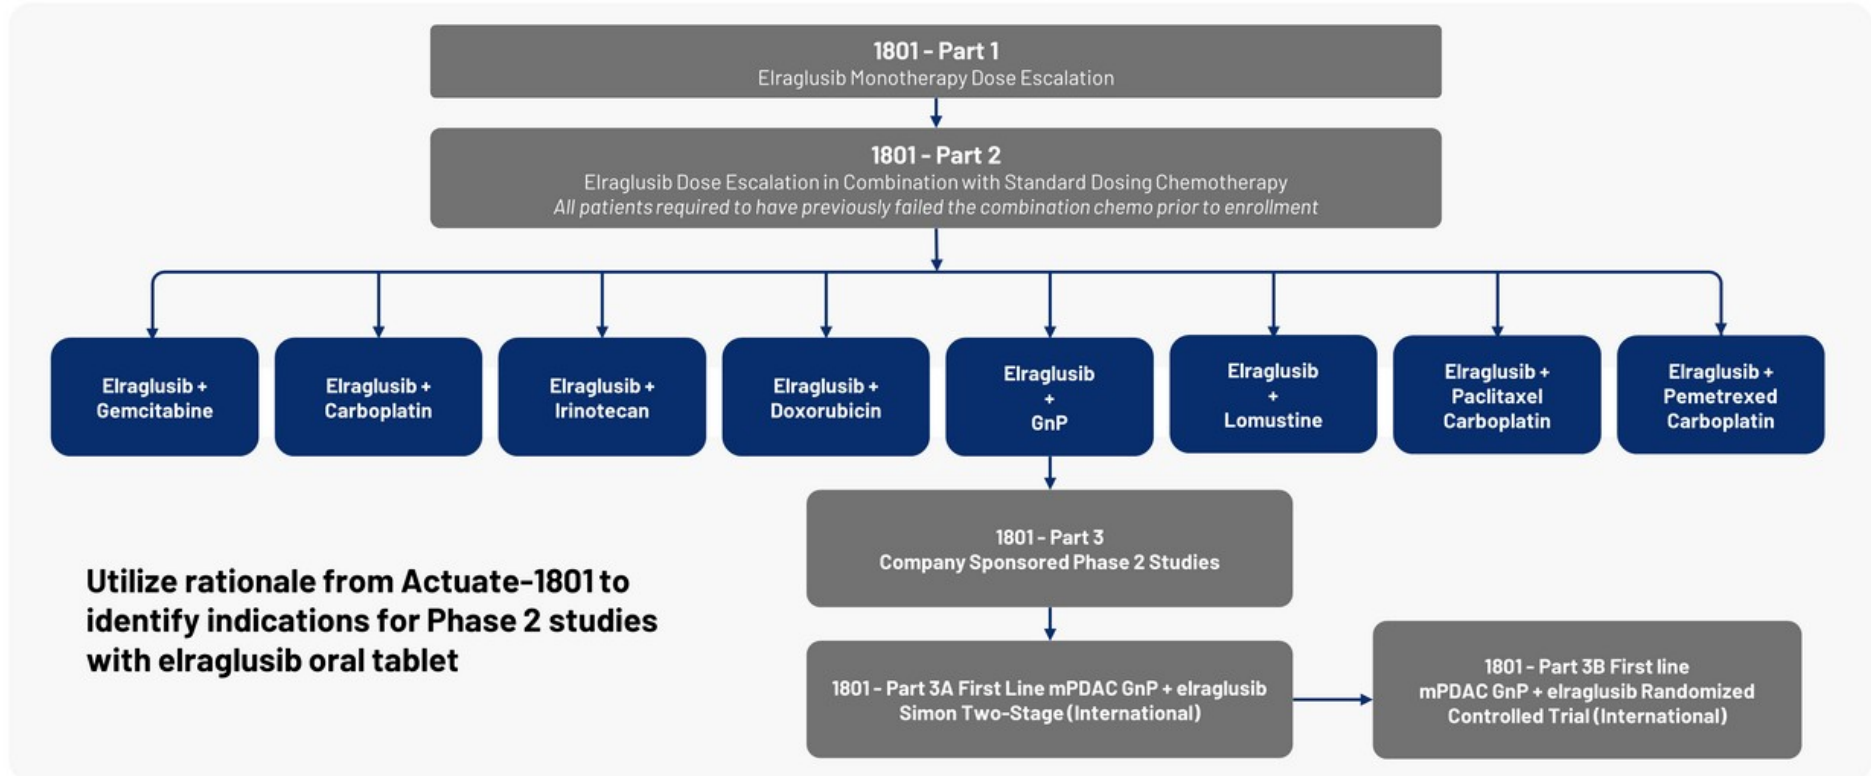 1801 - Part 1
Elraglusib Monotherapy Dose Escalation
1801 - Part 2
Elraglusib Dose Escalation in Combination with Standard Dosing Chemotherapy
All patients required to have previously failed the combination chemo prior to enrollment
Elraglusib +
Gemcitabine
Elraglusib +
Carboplatin
Elraglusib +
Irinotecan
Elraglusib +
Doxorubicin
Elraglusib
+
GnP
Elraglusib
+
Lomustine
Elraglusib +
Paclitaxel
Carboplatin
Elraglusib +
Pemetrexed
Carboplatin
1801 - Part 3
Company Sponsored Phase 2 Studies
Utilize rationale from Actuate-1801 to
identify indications for Phase 2 studies
with elraglusib oral tablet
1801 - Part 3A First Line mPDAC GnP + elraglusib
Simon Two-Stage (International)
1801 - Part 3B First line
mPDAC GnP + elraglusib Randomized
Controlled Trial (International)